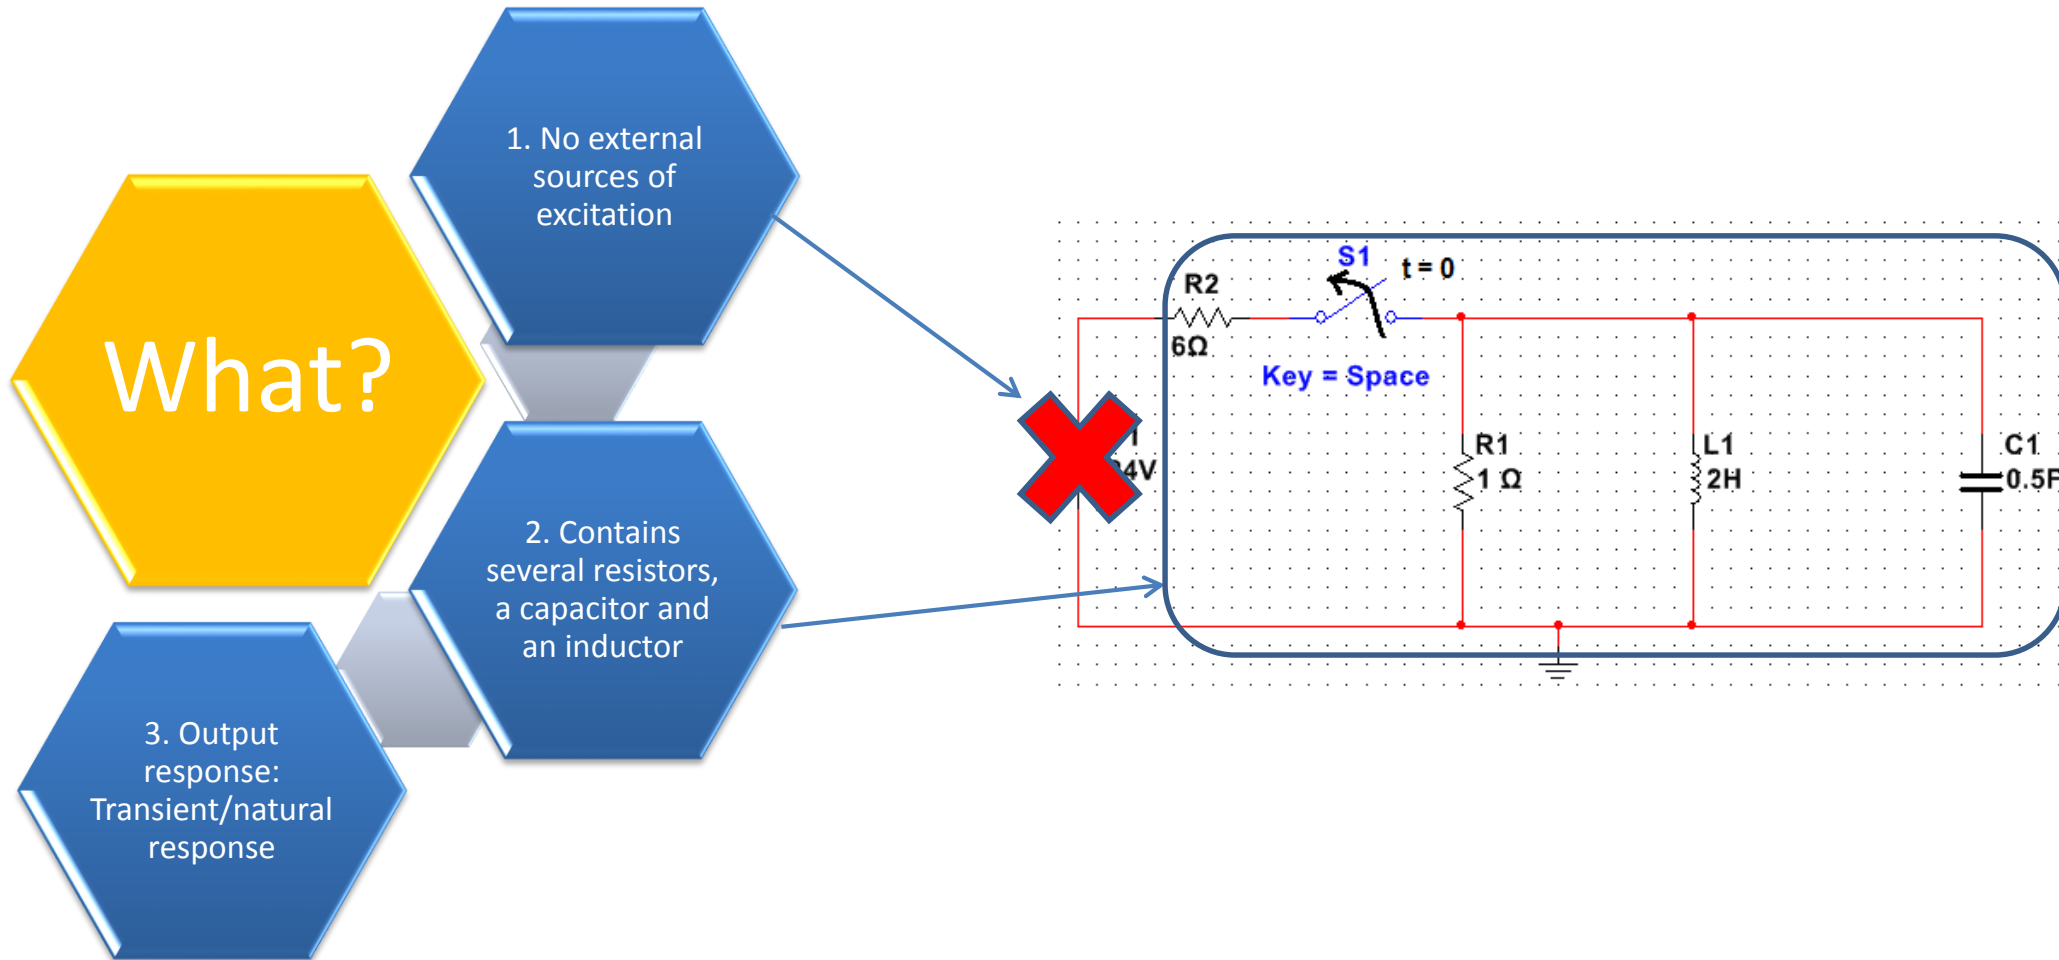 What?
1. No external
sources of
excitation
2. Contains
several resistors,
a capacitor and
an inductor
3. Output
response:
Transient/natural
response
S1
t = 0
R2
6Ω
Key = Space
4V
R1
1 Ω
L1
2H
C1
0.5F